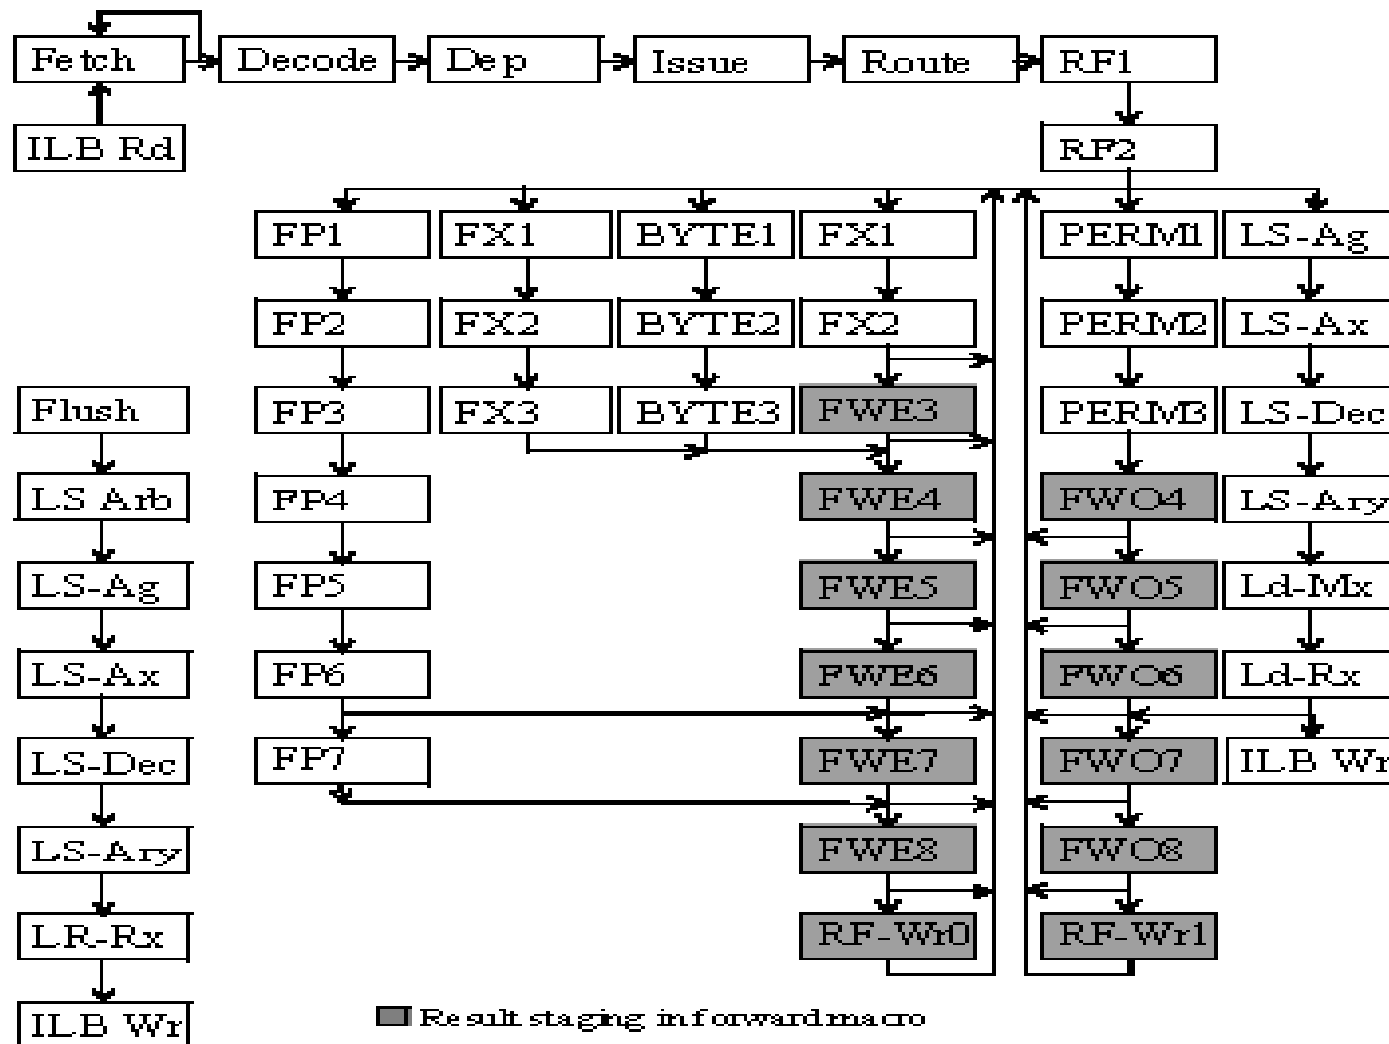 Fetch Decode Dep Issue Route RF1
ILB Rd RF2
FP1 FX1 BYTE1 FX1 PERM1 LS-Ag
FP2 FX2 BYTE2 FX2 PERM2 LS-Ax
Flush FP3 FX3 BYTE3 FWE3 PERM3 LS-Dec
LS Arb FP4 FWE4 FWO4 LS-Ary
LS-Ag FP5 FWE5 FWO5 Ld-Mx
LS-Ax FP6 FWE6 FWO6 Ld-Rx
LS-Dec FP7 FWE7 FWO7 ILB Wr
LS-Ary FWE8 FWO8
LR-Rx RF-Wr0 RF-Wr1
ILB Wr Result staging in forward macro